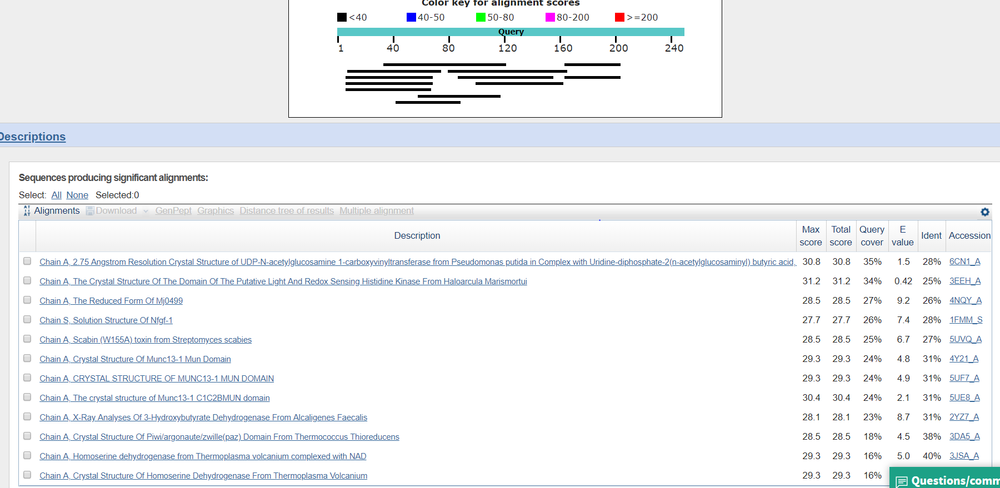 Color key for alignment scores
<40 40-50 50-80 80-200 >=200
Query
1 40 80 120 160 200 240
Descriptions
Sequences producing significant alignments:
Select: All None Selected:0
Alignments Download GenPept Graphics Distance tree of results Multiple alignment
Description Max score Total score Query cover E value Ident Accession
Chain A, 2.75 Angstrom Resolution Crystal Structure of UDP-N-acetylglucosamine 1-carboxyvinyltransferase from Pseudomonas putida in Complex with Uridine-diphosphate-2(n-acetylglucosaminyl) butyric acid, 30.8 30.8 35% 1.5 28% 6CN1_A
Chain A, The Crystal Structure Of The Domain Of The Putative Light And Redox Sensing Histidine Kinase From Haloarcula Marismortui 31.2 31.2 34% 0.42 25% 3EEH_A
Chain A, The Reduced Form Of Mj0499 28.5 28.5 27% 9.2 26% 4NQY_A
Chain S, Solution Structure Of Nfgf-1 27.7 27.7 26% 7.4 28% 1FMM_S
Chain A, Scabin (W155A) toxin from Streptomyces scabies 28.5 28.5 25% 6.7 27% 5UVQ_A
Chain A, Crystal Structure Of Munc13-1 Mun Domain 29.3 29.3 24% 4.8 31% 4Y21_A
Chain A, CRYSTAL STRUCTURE OF MUNC13-1 MUN DOMAIN 29.3 29.3 24% 4.9 31% 5UF7_A
Chain A, The crystal structure of Munc13-1 C1C2BMUN domain 30.4 30.4 24% 2.1 31% 5UE8_A
Chain A, X-Ray Analyses Of 3-Hydroxybutyrate Dehydrogenase From Alcaligenes Faecalis 28.1 28.1 23% 8.7 31% 2YZ7_A
Chain A, Crystal Structure Of Piwi/argonaute/zwille(paz) Domain From Thermococcus Thioreducens 28.5 28.5 18% 4.5 38% 3DA5_A
Chain A, Homoserine dehydrogenase from Thermoplasma volcanium complexed with NAD 29.3 29.3 16% 5.0 40% 3JSA_A
Chain A, Crystal Structure Of Homoserine Dehydrogenase From Thermoplasma Volcanium 29.3 29.3 16%
Questions/comm